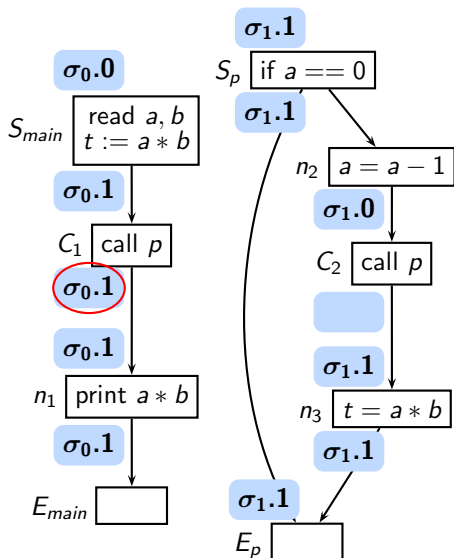 σ₀.0
S_main
read a, b
t := a ∗ b
σ₀.1
C₁
call p
σ₀.1
σ₀.1
n₁
print a ∗ b
σ₀.1
E_main
σ₁.1
S_p
if a == 0
σ₁.1
n₂
a = a − 1
σ₁.0
C₂
call p
σ₁.1
n₃
t = a ∗ b
σ₁.1
σ₁.1
E_p